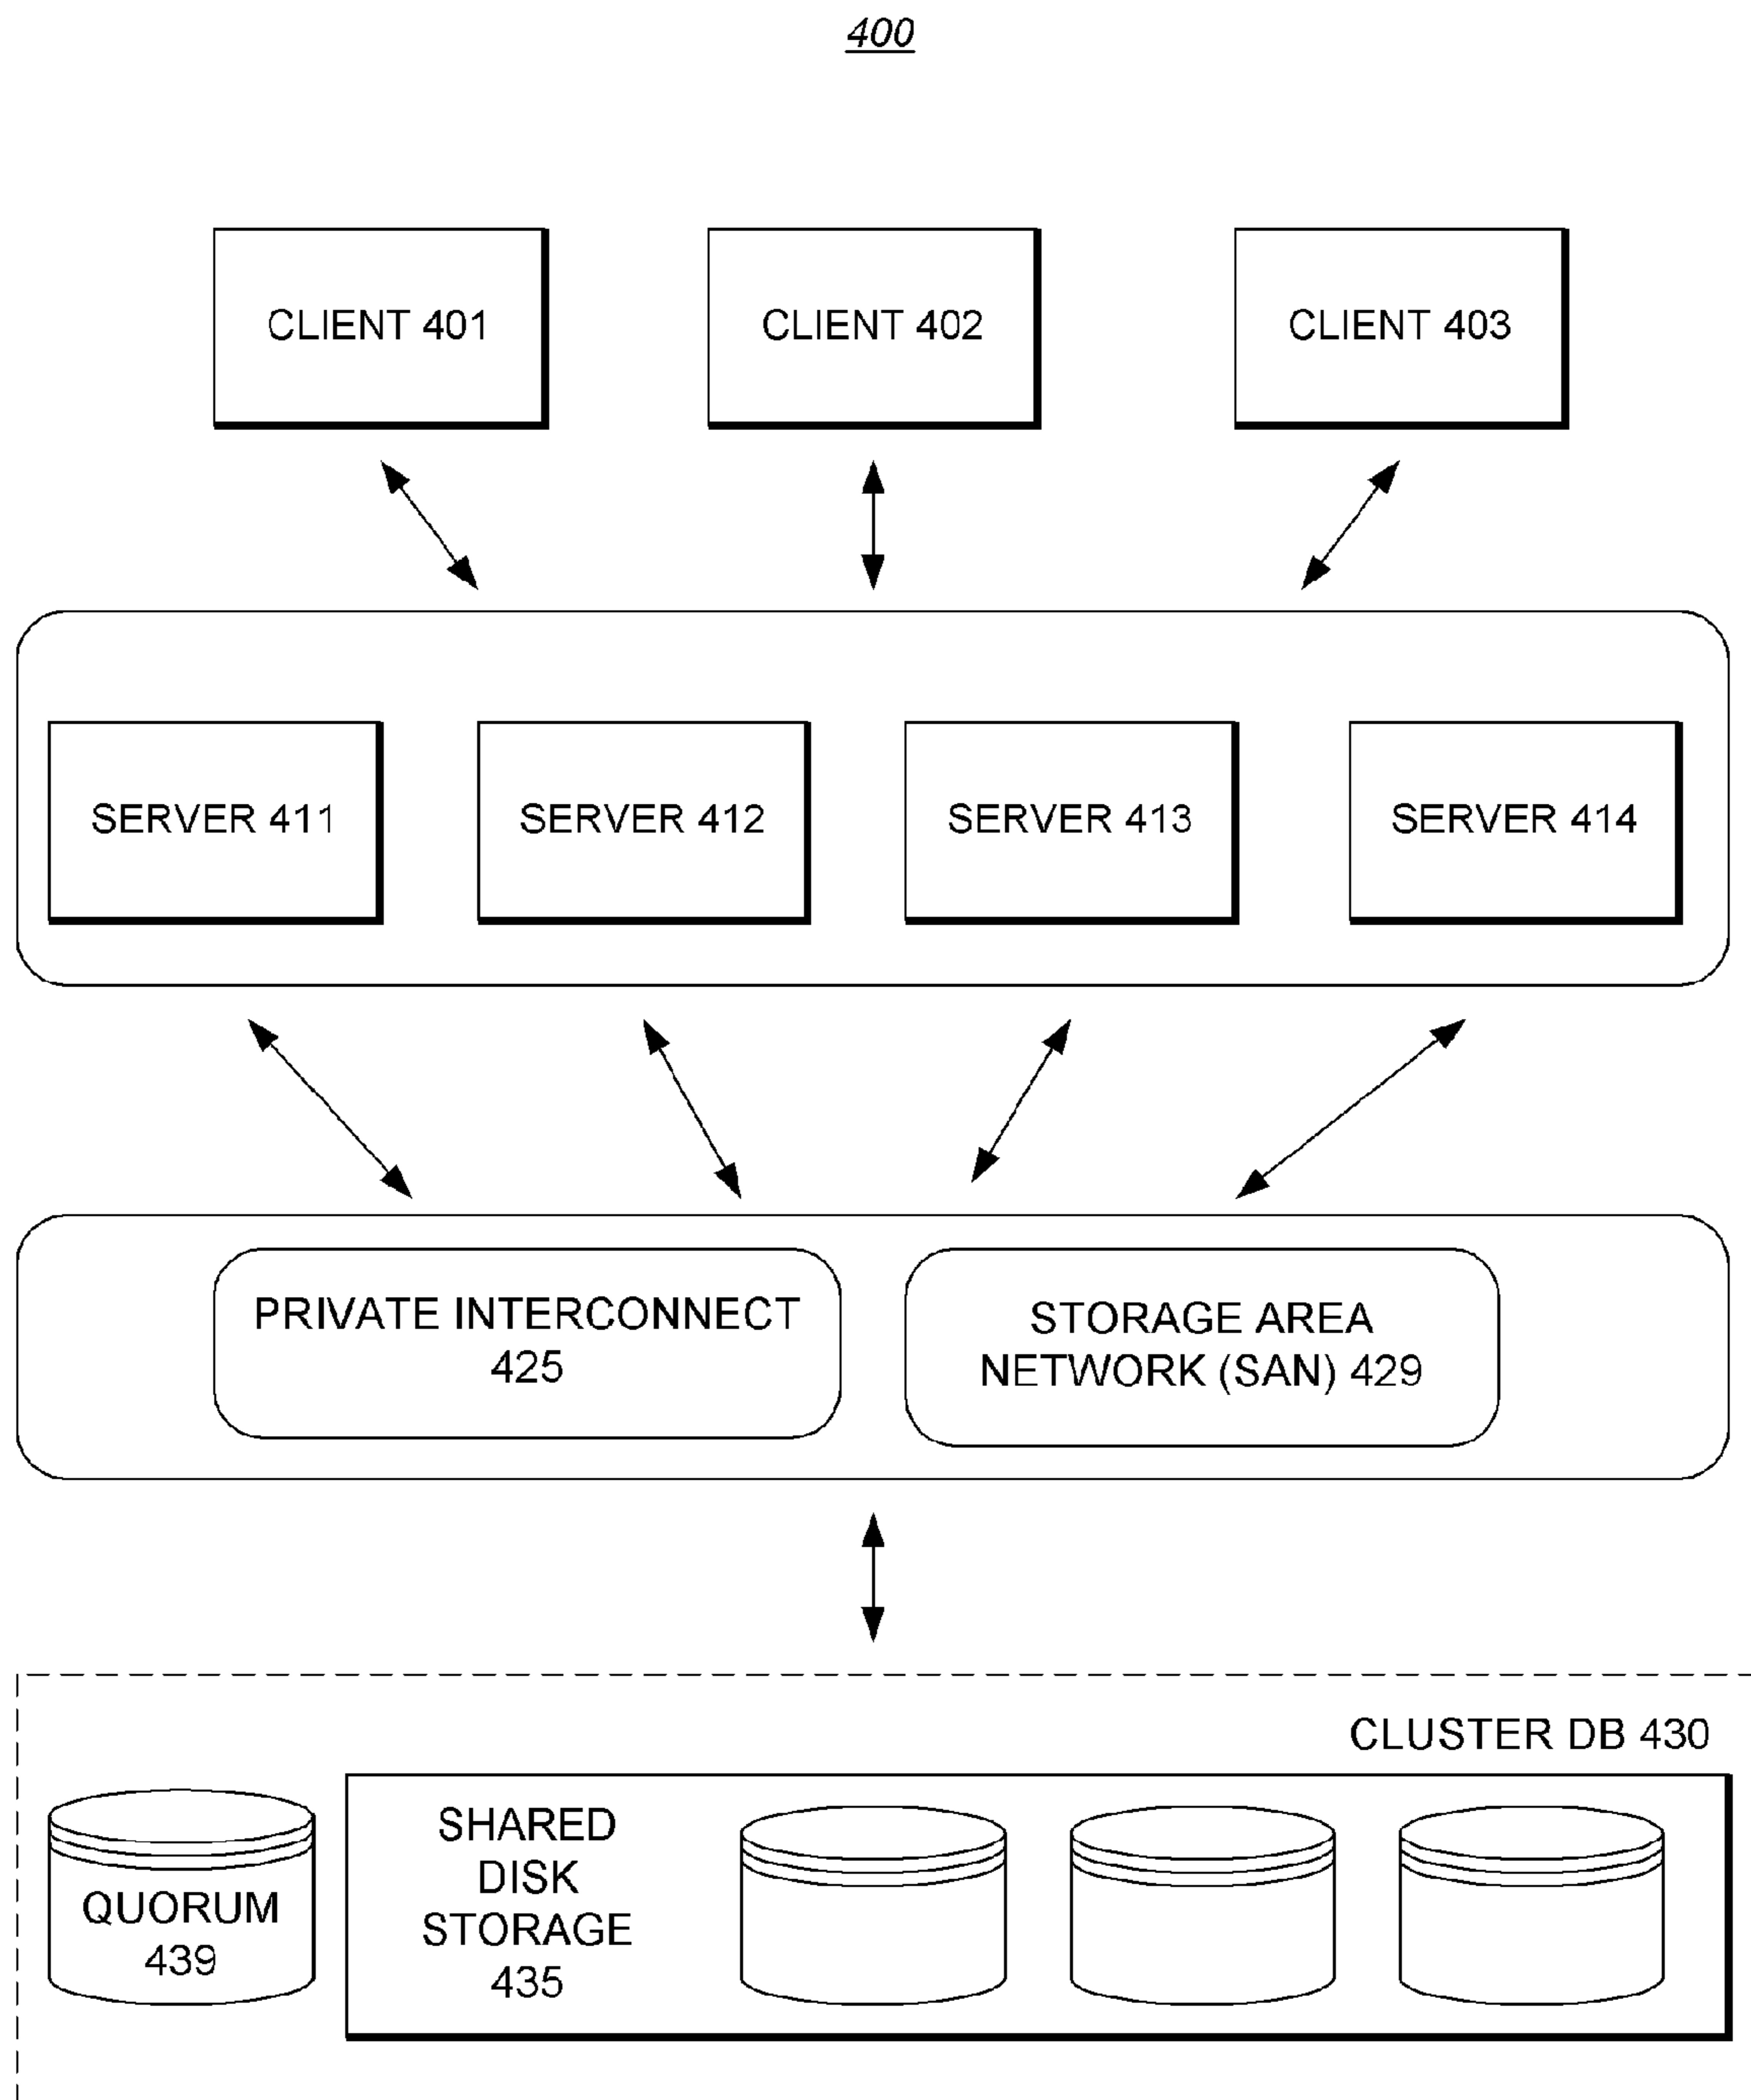 400
CLIENT 401
CLIENT 402
CLIENT 403
SERVER 411
SERVER 412
SERVER 413
SERVER 414
PRIVATE INTERCONNECT
425
STORAGE AREA
NETWORK (SAN) 429
CLUSTER DB 430
QUORUM
439
SHARED
DISK
STORAGE
435